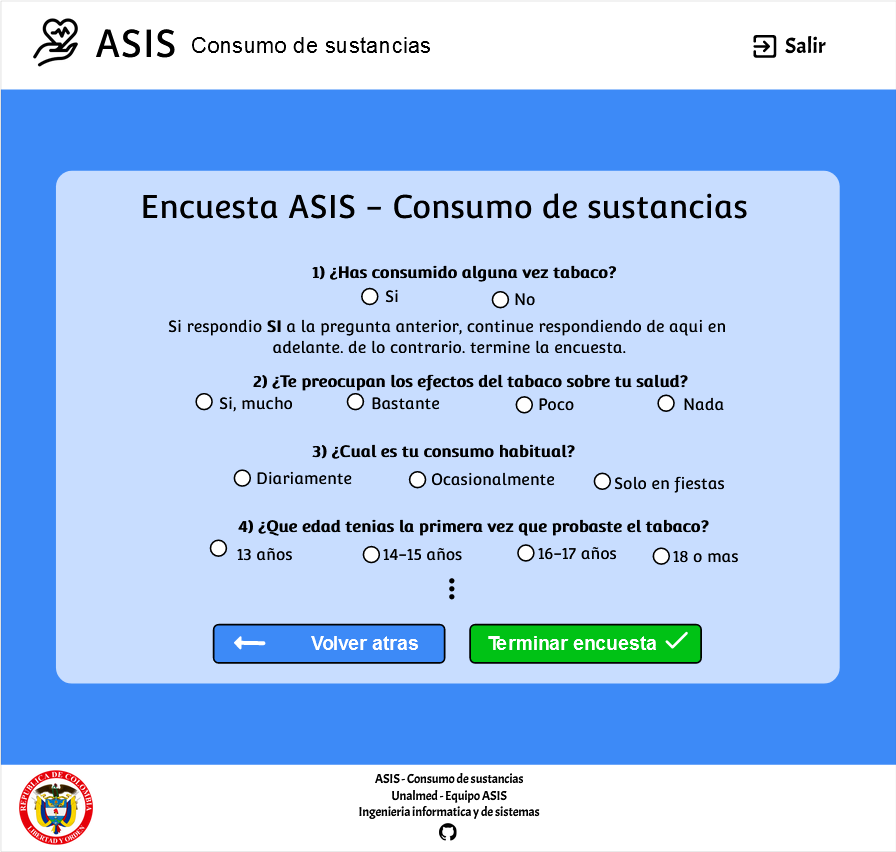 ASIS Consumo de sustancias
Salir
Encuesta ASIS - Consumo de sustancias
1) ¿Has consumido alguna vez tabaco?
Si No
Si respondio SI a la pregunta anterior, continue respondiendo de aqui en
adelante. de lo contrario. termine la encuesta.
2) ¿Te preocupan los efectos del tabaco sobre tu salud?
Si, mucho Bastante Poco Nada
3) ¿Cual es tu consumo habitual?
Diariamente Ocasionalmente Solo en fiestas
4) ¿Que edad tenias la primera vez que probaste el tabaco?
13 años 14-15 años 16-17 años 18 o mas
Volver atras Terminar encuesta
REPUBLICA DE COLOMBIA
LIBERTAD Y ORDEN
ASIS - Consumo de sustancias
Unalmed - Equipo ASIS
Ingenieria informatica y de sistemas